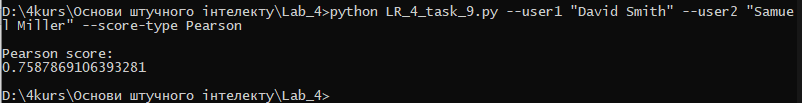 D:\4kurs\Основи штучного інтелекту\Lab_4>python LR_4_task_9.py --user1 "David Smith" --user2 "Samue
l Miller" --score-type Pearson
Pearson score:
0.7587869106393281
D:\4kurs\Основи штучного інтелекту\Lab_4>